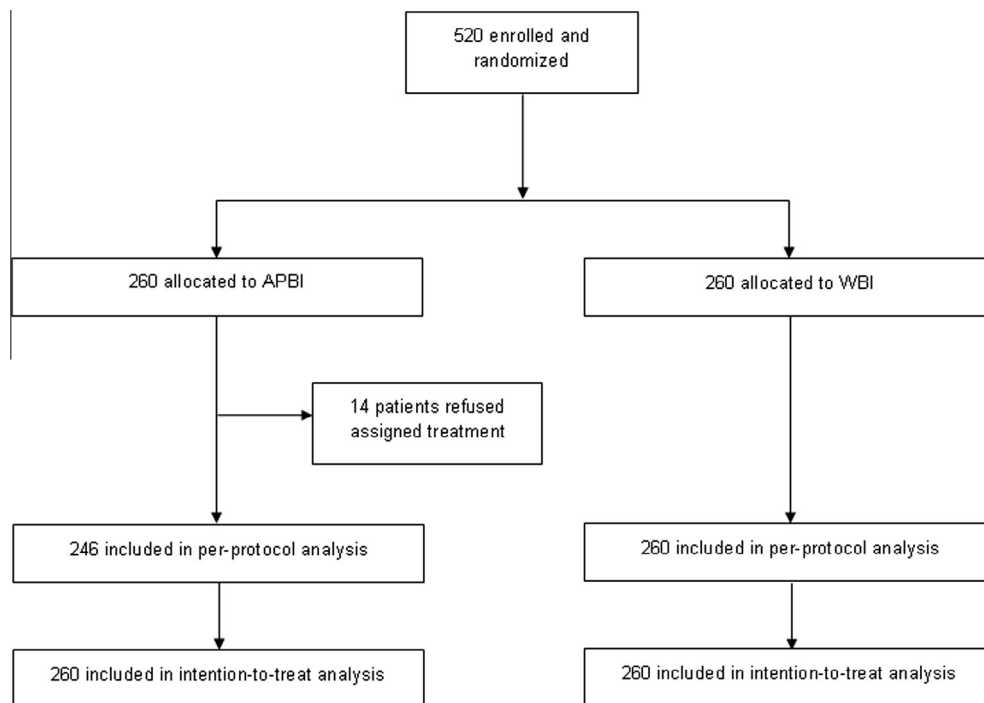 520 enrolled and
randomized
260 allocated to APBI
260 allocated to WBI
14 patients refused
assigned treatment
246 included in per-protocol analysis
260 included in per-protocol analysis
260 included in intention-to-treat analysis
260 included in intention-to-treat analysis